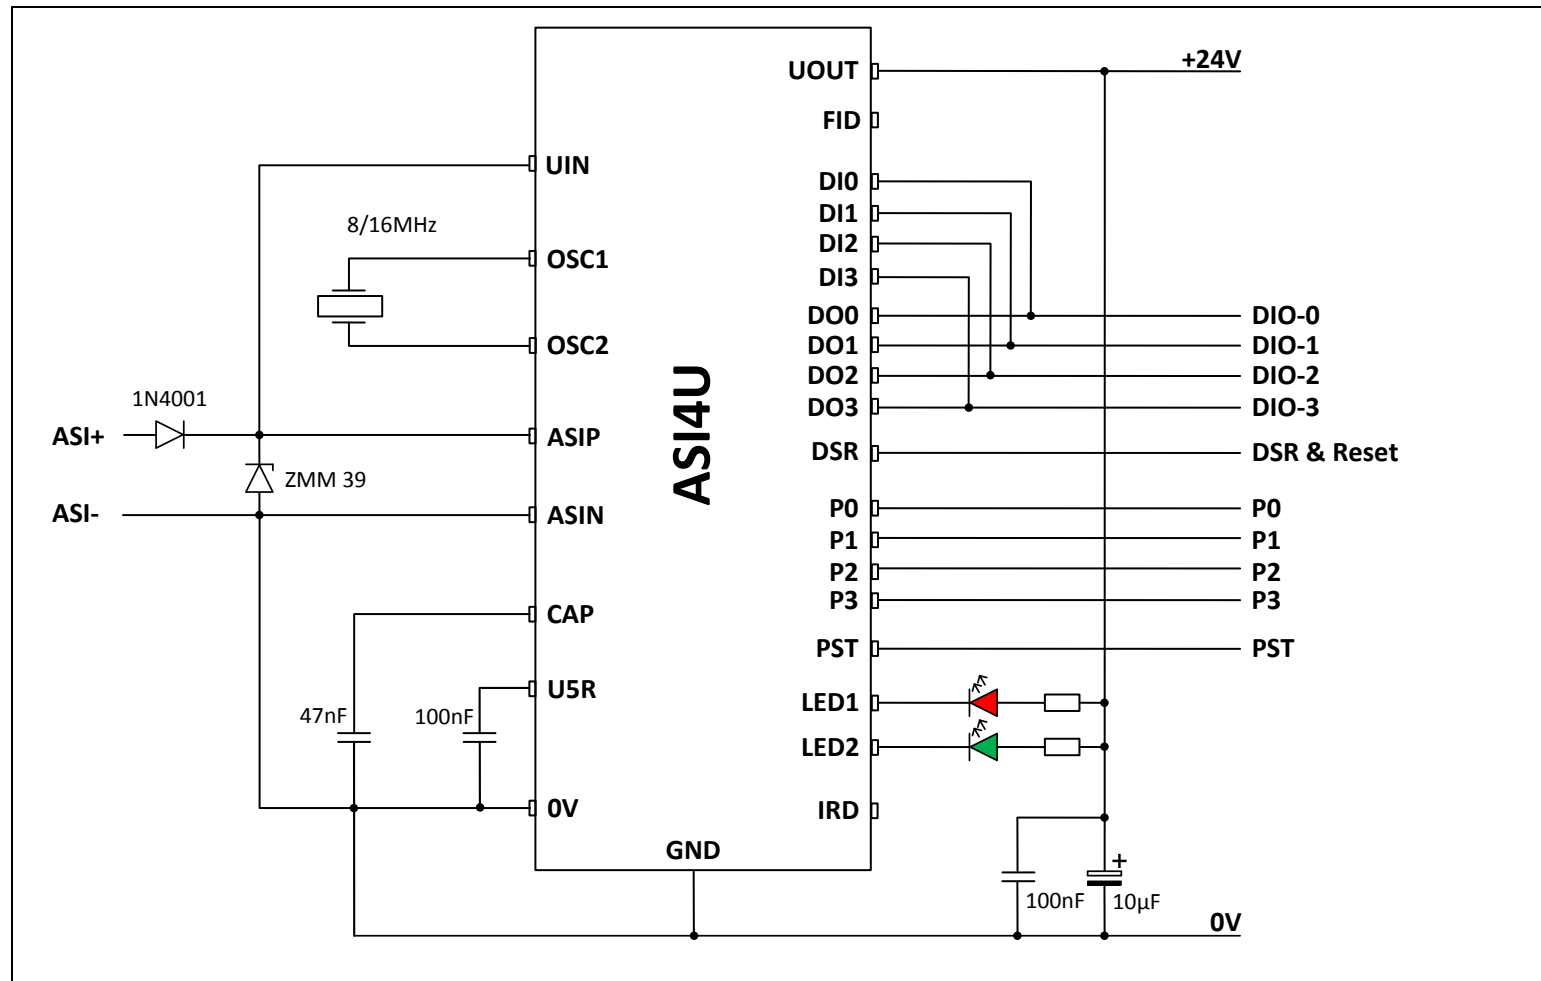 UOUT
+24V
FID
UIN
DI0
8/16MHz
DI1
DI2
OSC1
DI3
DO0
DIO-0
OSC2
DO1
DIO-1
DO2
DIO-2
1N4001
DO3
DIO-3
ASI+
ASIP
ASI4U
DSR
DSR & Reset
ZMM 39
ASI-
ASIN
P0
P0
P1
P1
P2
P2
CAP
P3
P3
PST
PST
U5R
LED1
47nF
100nF
LED2
0V
IRD
GND
+
100nF
10µF
0V